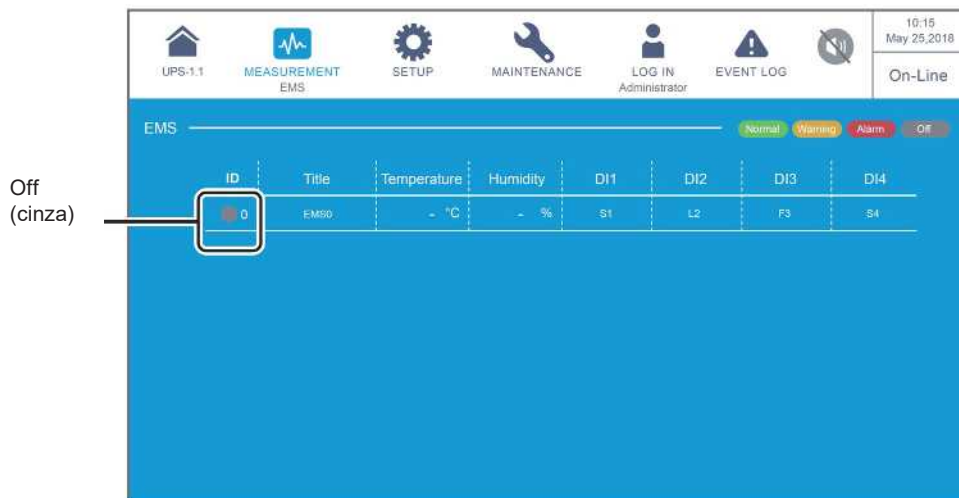 10:15
May 25,2018
UPS-1.1
MEASUREMENT
EMS
SETUP
MAINTENANCE
LOG IN
Administrator
EVENT LOG
On-Line
EMS
Normal Warning Alarm Off
ID Title Temperature Humidity DI1 DI2 DI3 DI4
0 EMS0 - °C - % S1 L2 F3 S4
Off
(cinza)